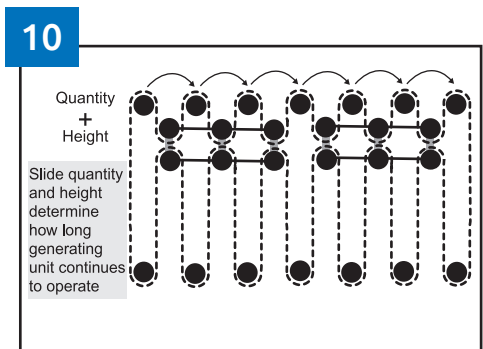 10
Quantity
+
Height
Slide quantity
and height
determine
how long
generating
unit continues
to operate